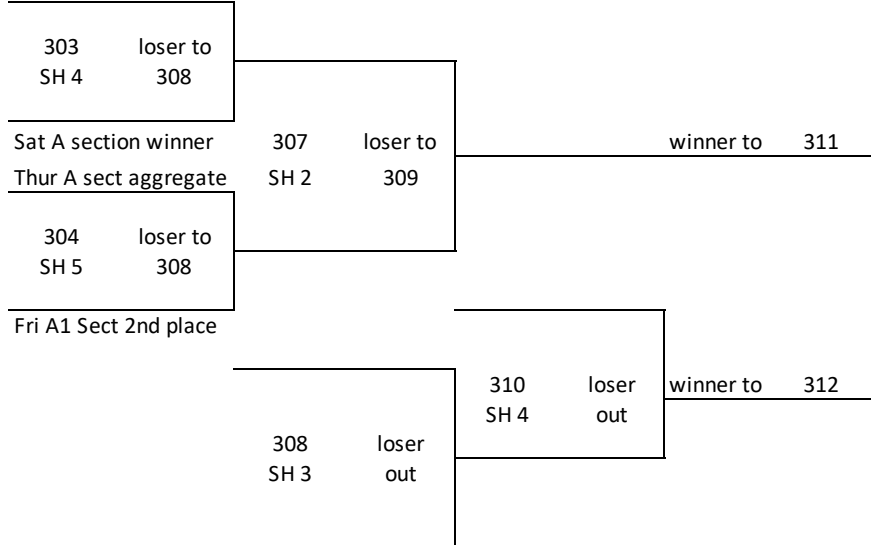 303 loser to
SH 4 308
Sat A section winner 307 loser to winner to 311
Thur A sect aggregate SH 2 309
304 loser to
SH 5 308
Fri A1 Sect 2nd place
310 loser winner to 312
SH 4 out
308 loser
SH 3 out